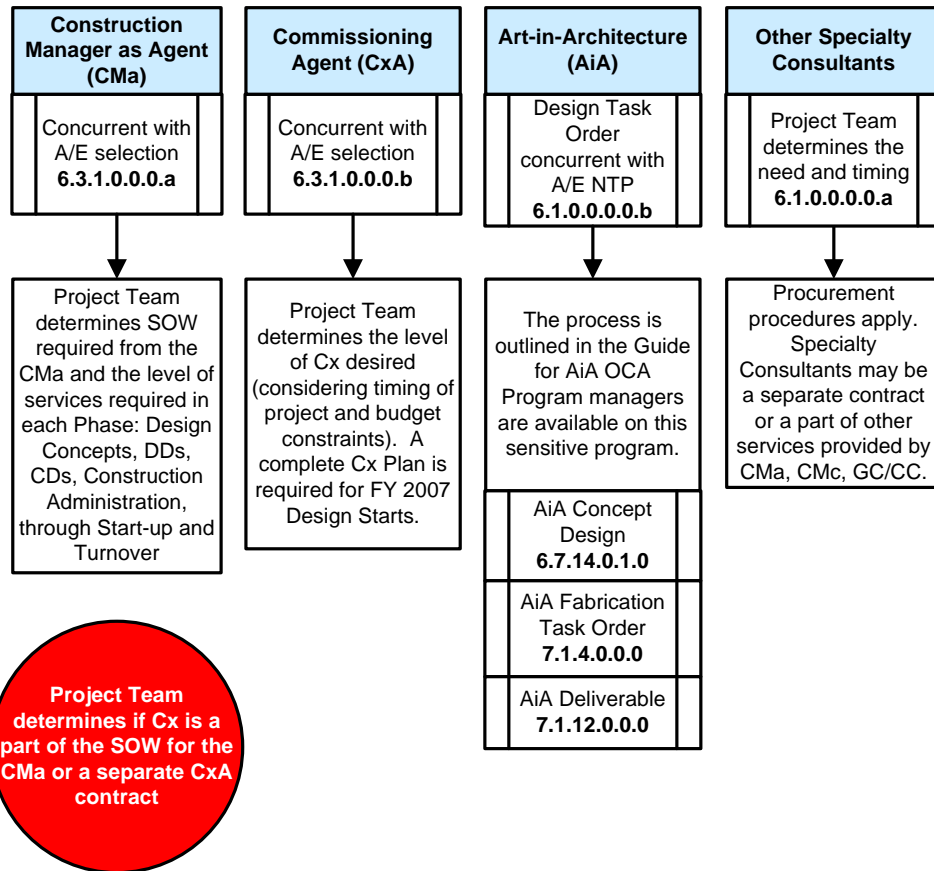 Construction
Manager as Agent
(CMa)
Concurrent with
A/E selection
6.3.1.0.0.0.a
Project Team
determines SOW
required from the
CMa and the level of
services required in
each Phase: Design
Concepts, DDs,
CDs, Construction
Administration,
through Start-up and
Turnover
Project Team
determines if Cx is a
part of the SOW for the
CMa or a separate CxA
contract
Commissioning
Agent (CxA)
Concurrent with
A/E selection
6.3.1.0.0.0.b
Project Team
determines the level
of Cx desired
(considering timing of
project and budget
constraints). A
complete Cx Plan is
required for FY 2007
Design Starts.
Art-in-Architecture
(AiA)
Design Task
Order
concurrent with
A/E NTP
6.1.0.0.0.0.b
The process is
outlined in the Guide
for AiA OCA
Program managers
are available on this
sensitive program.
AiA Concept
Design
6.7.14.0.1.0
AiA Fabrication
Task Order
7.1.4.0.0.0
AiA Deliverable
7.1.12.0.0.0
Other Specialty
Consultants
Project Team
determines the
need and timing
6.1.0.0.0.0.a
Procurement
procedures apply.
Specialty
Consultants may be
a separate contract
or a part of other
services provided by
CMa, CMc, GC/CC.